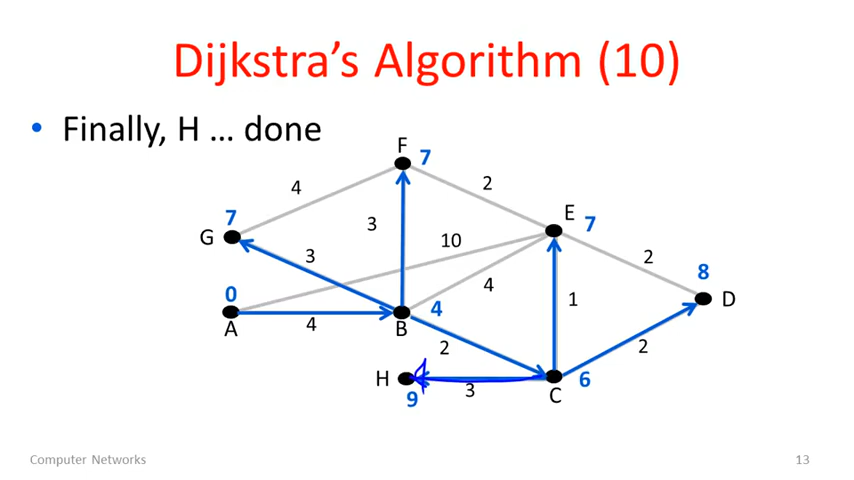 Dijkstra's Algorithm (10)
• Finally, H … done
F 7
4
2
E 7
7
G
3
10
3
2
8
D
0
A
4
B
4
4
1
2
2
H
9
3
C
6
Computer Networks
13